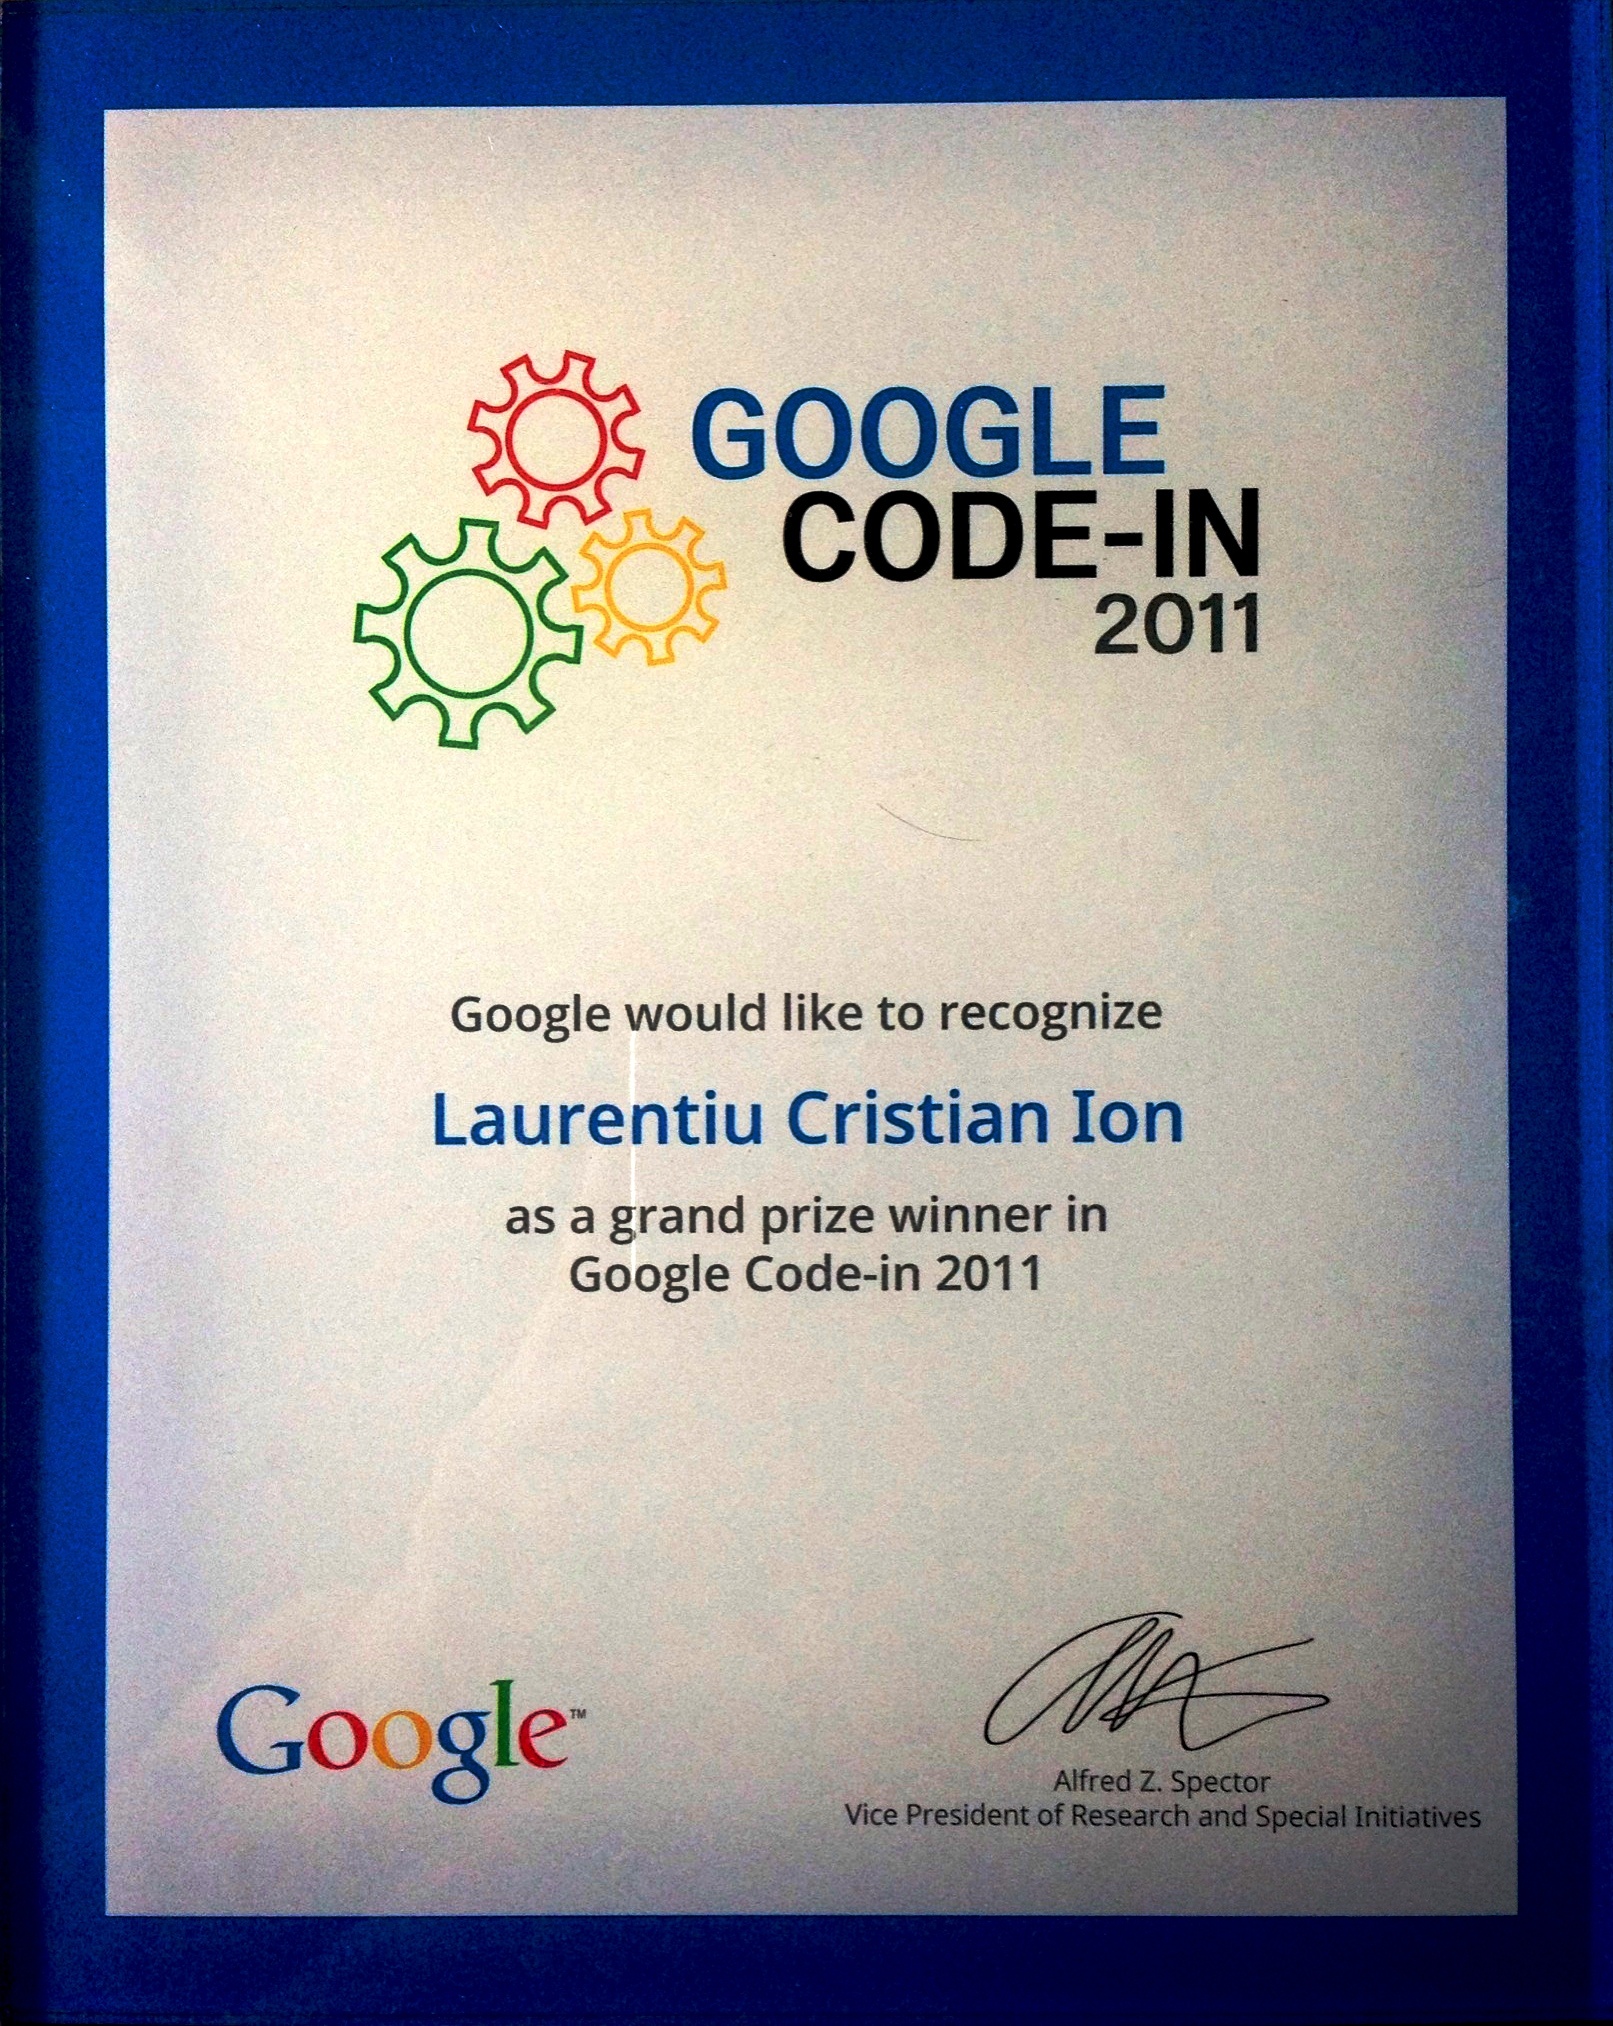 GOOGLE
CODE-IN
2011
Google would like to recognize
Laurentiu Cristian Ion
as a grand prize winner in
Google Code-in 2011
Google™
Alfred Z. Spector
Vice President of Research and Special Initiatives